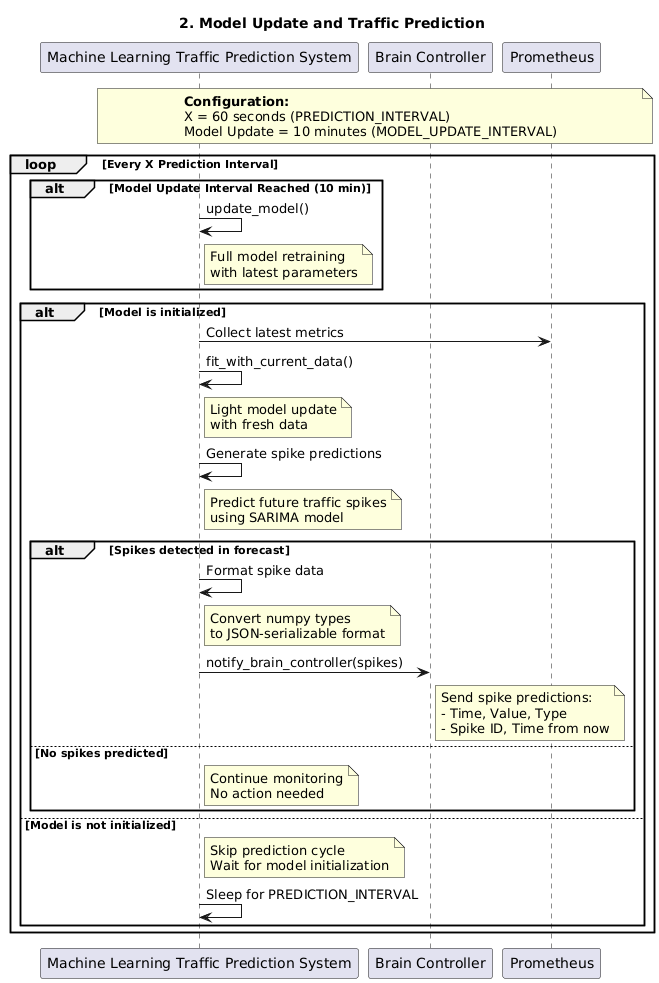 2. Model Update and Traffic Prediction
Machine Learning Traffic Prediction System
Brain Controller
Prometheus
Configuration:
X = 60 seconds (PREDICTION_INTERVAL)
Model Update = 10 minutes (MODEL_UPDATE_INTERVAL)
loop [Every X Prediction Interval]
alt [Model Update Interval Reached (10 min)]
update_model()
Full model retraining
with latest parameters
alt [Model is initialized]
Collect latest metrics
fit_with_current_data()
Light model update
with fresh data
Generate spike predictions
Predict future traffic spikes
using SARIMA model
alt [Spikes detected in forecast]
Format spike data
Convert numpy types
to JSON-serializable format
notify_brain_controller(spikes)
Send spike predictions:
- Time, Value, Type
- Spike ID, Time from now
[No spikes predicted]
Continue monitoring
No action needed
[Model is not initialized]
Skip prediction cycle
Wait for model initialization
Sleep for PREDICTION_INTERVAL
Machine Learning Traffic Prediction System
Brain Controller
Prometheus